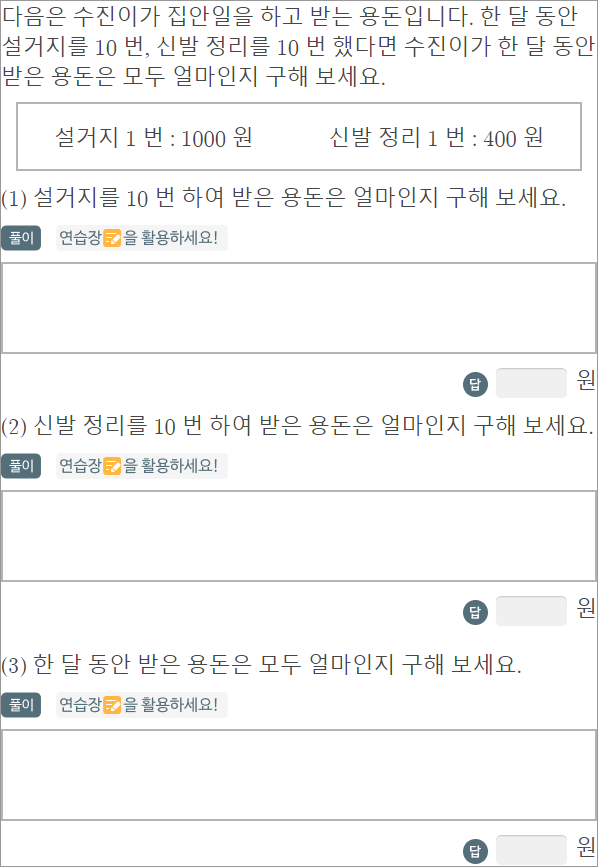 다음은 수진이가 집안일을 하고 받는 용돈입니다. 한 달 동안
설거지를 10 번, 신발 정리를 10 번 했다면 수진이가 한 달 동안
받은 용돈은 모두 얼마인지 구해 보세요.
설거지 1 번 : 1000 원 신발 정리 1 번 : 400 원
(1) 설거지를 10 번 하여 받은 용돈은 얼마인지 구해 보세요.
풀이 연습장을 활용하세요!
답 원
(2) 신발 정리를 10 번 하여 받은 용돈은 얼마인지 구해 보세요.
풀이 연습장을 활용하세요!
답 원
(3) 한 달 동안 받은 용돈은 모두 얼마인지 구해 보세요.
풀이 연습장을 활용하세요!
답 원